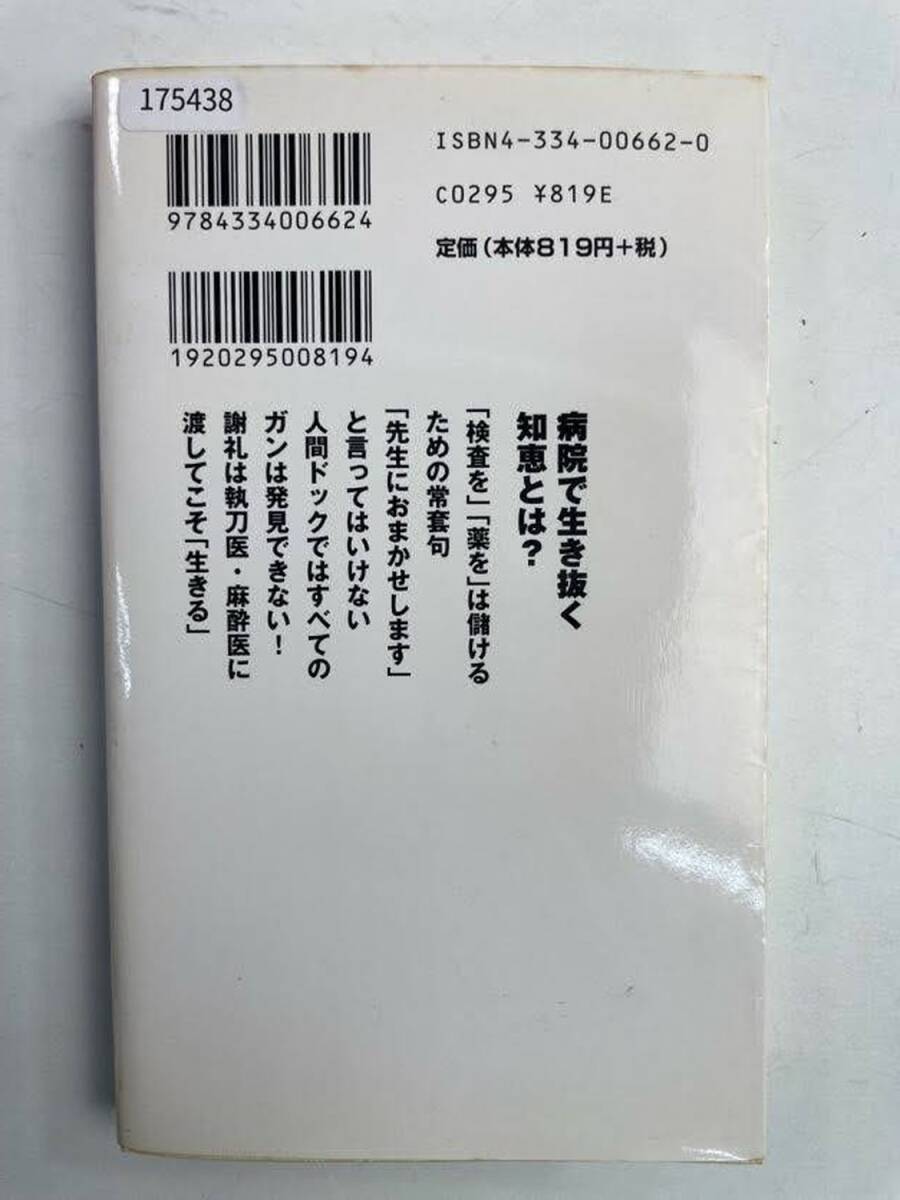 175438
ISBN4-334-00662-0
9784334006624
C0295 ¥819E
定価(本体819円+税)
1920295008194
病院で生き抜く
知恵とは?
「検査を」「薬を」は儲ける
ための常套句
「先生におまかせします」
と言ってはいけない
人間ドックではすべての
ガンは発見できない!
謝礼は執刀医・麻酔医に
渡してこそ「生きる」